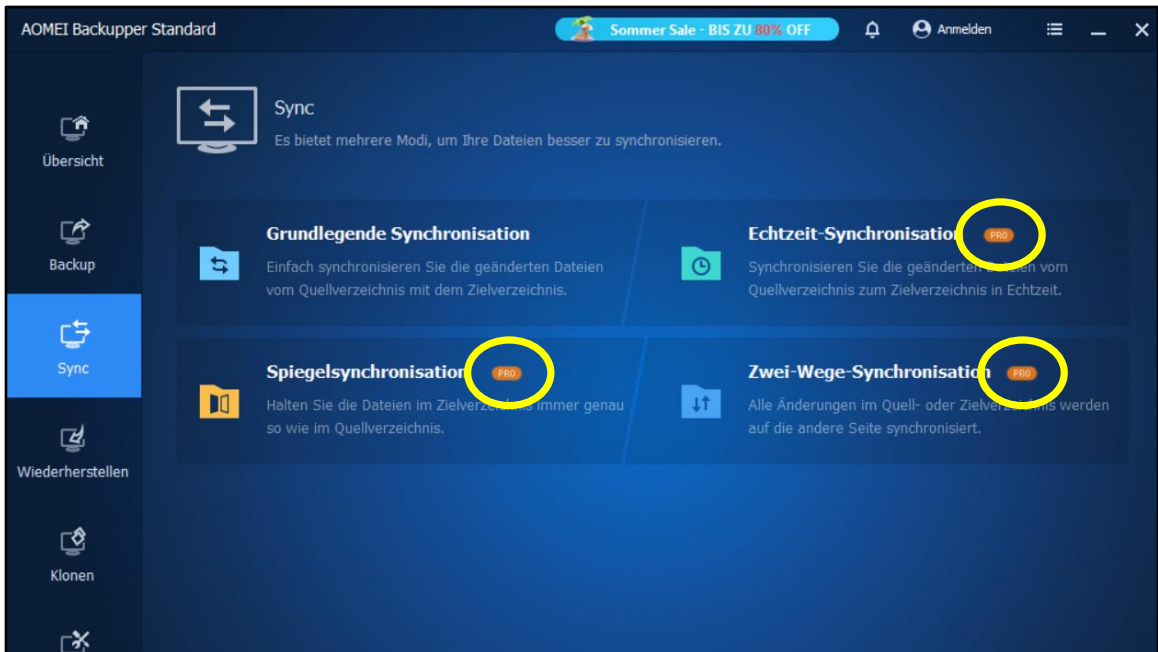 AOMEI Backupper Standard
Sommer Sale - BIS ZU 80% OFF
Anmelden
Sync
Es bietet mehrere Modi, um Ihre Dateien besser zu synchronisieren.
Übersicht
Backup
Sync
Wiederherstellen
Klonen
Grundlegende Synchronisation
Einfach synchronisieren Sie die geänderten Dateien
vom Quellverzeichnis mit dem Zielverzeichnis.
Echtzeit-Synchronisation PRO
Synchronisieren Sie die geänderten Dateien vom
Quellverzeichnis zum Zielverzeichnis in Echtzeit.
Spiegelsynchronisation PRO
Halten Sie die Dateien im Zielverzeichnis immer genau
so wie im Quellverzeichnis.
Zwei-Wege-Synchronisation PRO
Alle Änderungen im Quell- oder Zielverzeichnis werden
auf die andere Seite synchronisiert.